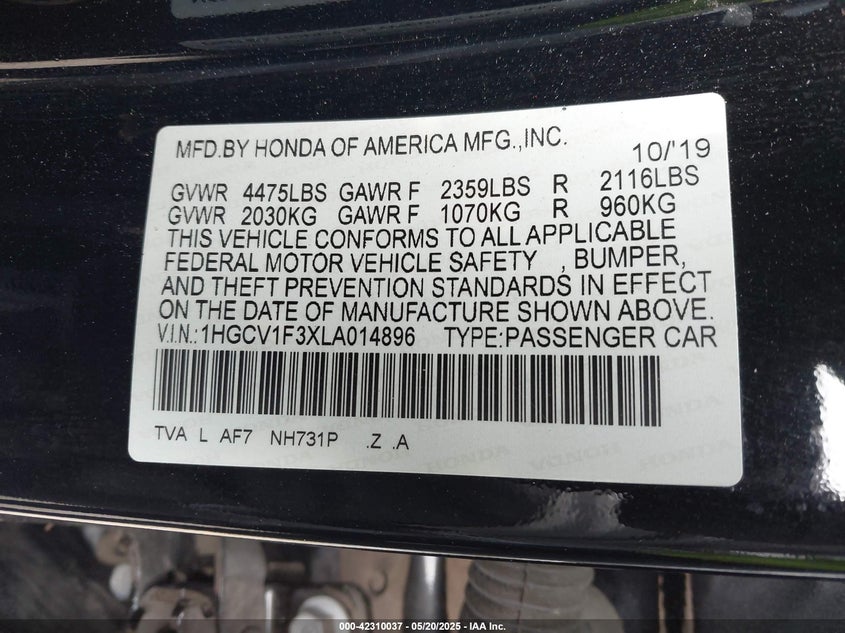 MFD.BY HONDA OF AMERICA MFG.,INC.
10/'19
GVWR 4475LBS GAWR F 2359LBS R 2116LBS
GVWR 2030KG GAWR F 1070KG R 960KG
THIS VEHICLE CONFORMS TO ALL APPLICABLE
FEDERAL MOTOR VEHICLE SAFETY , BUMPER,
AND THEFT PREVENTION STANDARDS IN EFFECT
ON THE DATE OF MANUFACTURE SHOWN ABOVE.
V.I.N.:1HGCV1F3XLA014896 TYPE:PASSENGER CAR
TVA L AF7 NH731P .Z .A
000-42310037 - 05/20/2025 - IAA Inc.